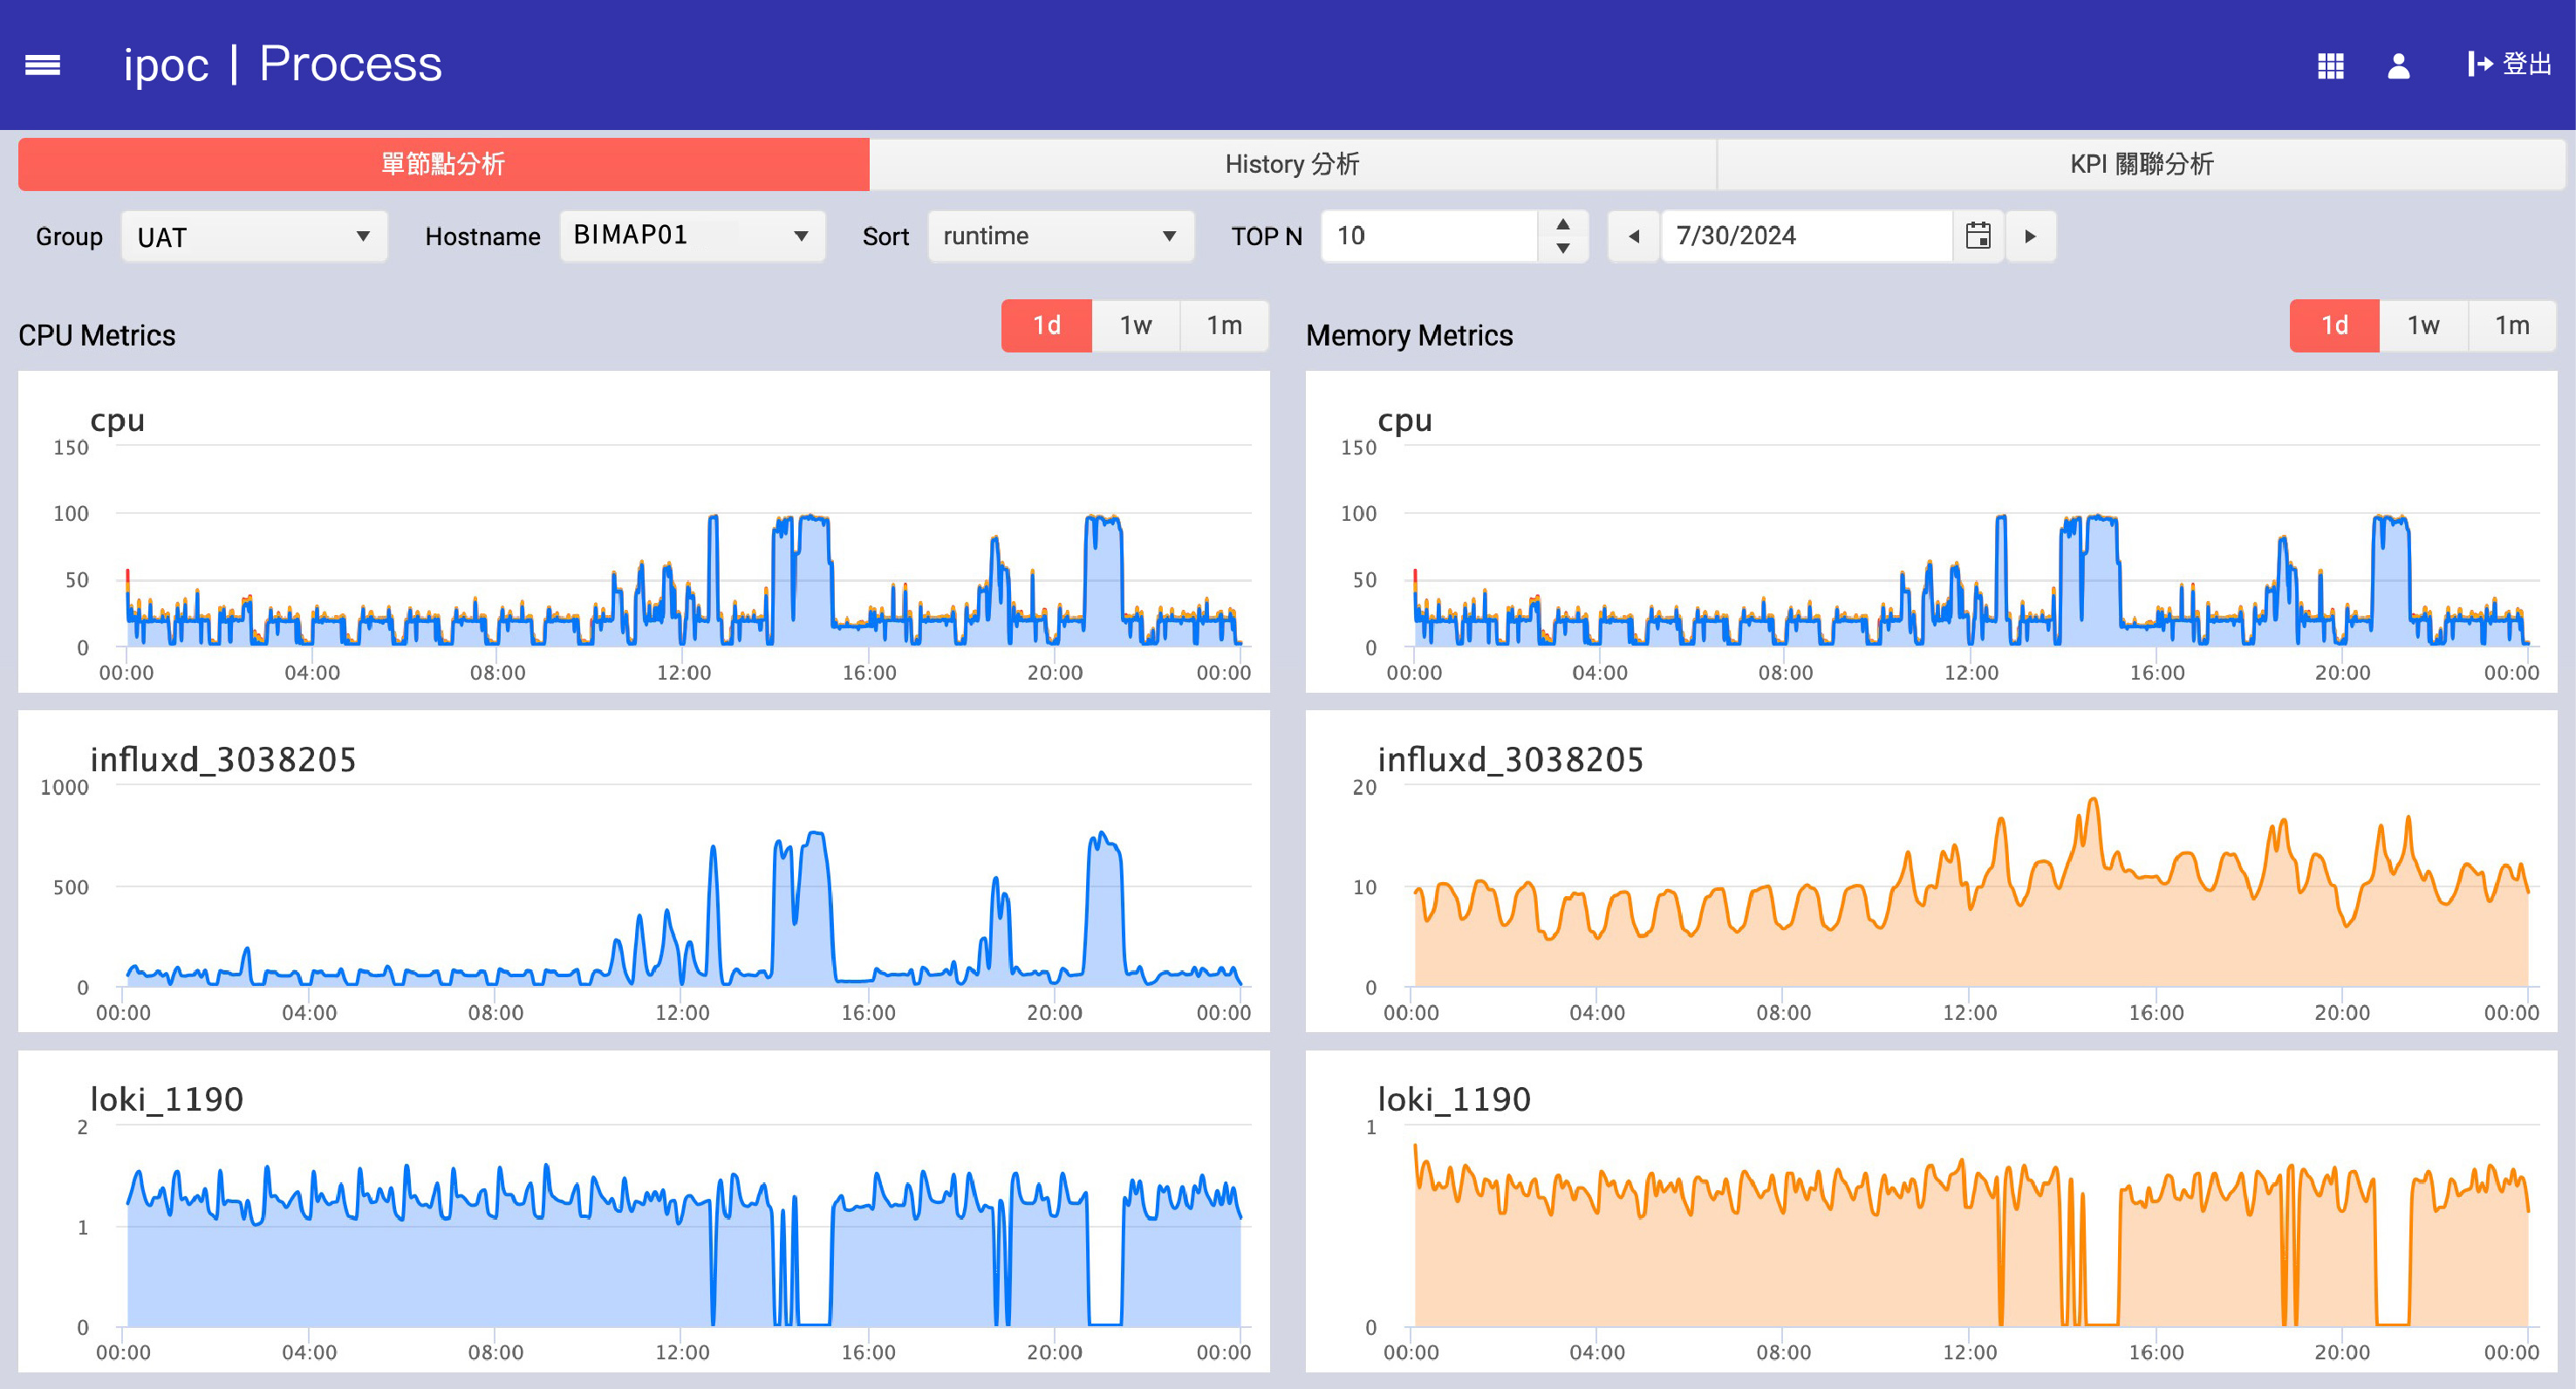 ipoc | Process
登出
單節點分析
History 分析
KPI 關聯分析
Group UAT Hostname BIMAP01 Sort runtime TOP N 10 7/30/2024
CPU Metrics
1d 1w 1m
cpu
150
100
50
0
00:00 04:00 08:00 12:00 16:00 20:00 00:00
influxd_3038205
1000
500
0
00:00 04:00 08:00 12:00 16:00 20:00 00:00
loki_1190
2
1
0
00:00 04:00 08:00 12:00 16:00 20:00 00:00
Memory Metrics
1d 1w 1m
cpu
150
100
50
0
00:00 04:00 08:00 12:00 16:00 20:00 00:00
influxd_3038205
20
10
0
00:00 04:00 08:00 12:00 16:00 20:00 00:00
loki_1190
1
0
00:00 04:00 08:00 12:00 16:00 20:00 00:00